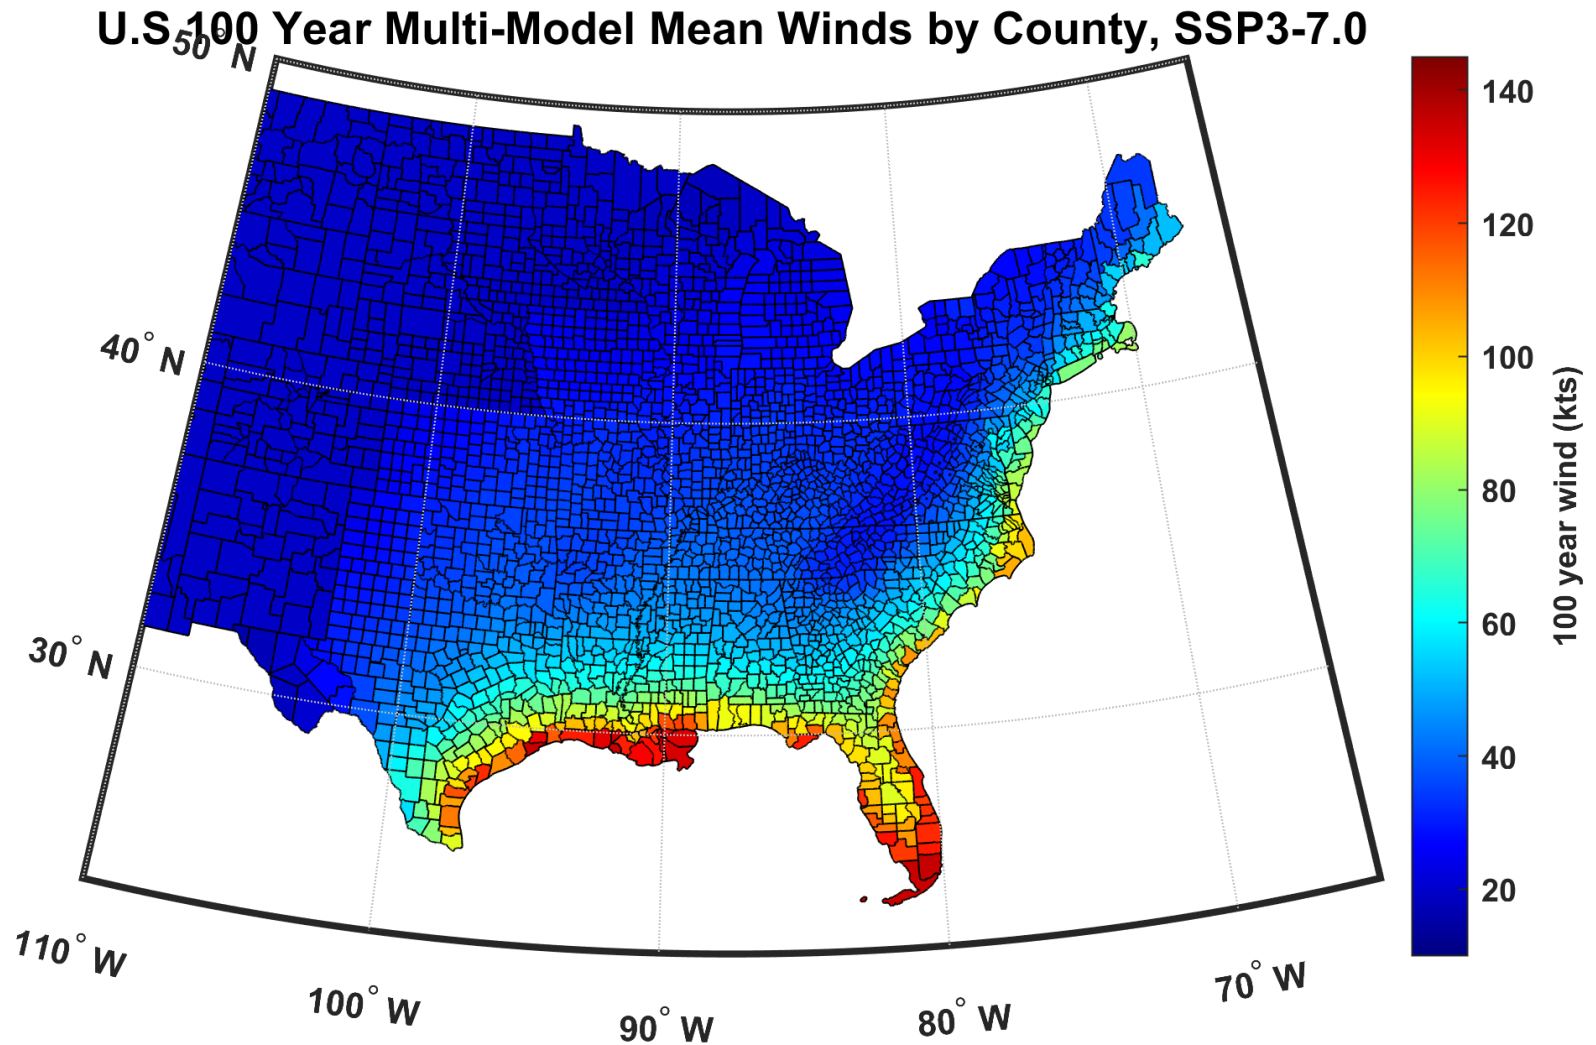 U.S.100 Year Multi-Model Mean Winds by County, SSP3-7.0
50° N
40° N
30° N
110° W
100° W
90° W
80° W
70° W
140
120
100
80
60
40
20
100 year wind (kts)